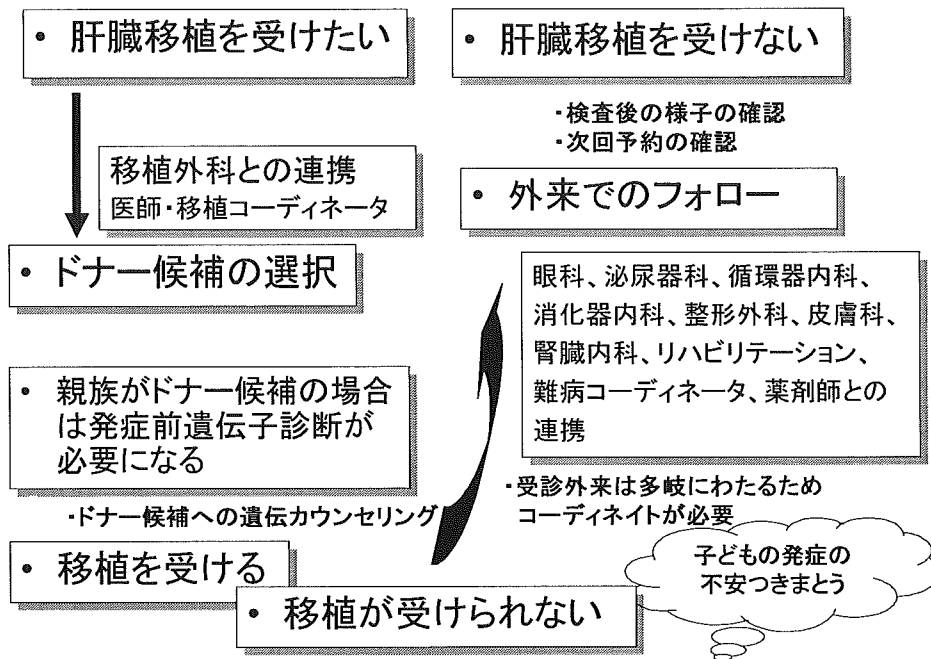 ・ 肝臓移植を受けたい
移植外科との連携
医師・移植コーディネータ
・ ドナー候補の選択
・ 親族がドナー候補の場合
は発症前遺伝子診断が
必要になる
・ドナー候補への遺伝カウンセリング
・ 移植を受ける
・ 移植が受けられない
・ 肝臓移植を受けない
・検査後の様子の確認
・次回予約の確認
・ 外来でのフォロー
眼科、泌尿器科、循環器内科、
消化器内科、整形外科、皮膚科、
腎臓内科、リハビリテーション、
難病コーディネータ、薬剤師との
連携
・受診外来は多岐にわたるため
コーディネイトが必要
子どもの発症の
不安つきまとう